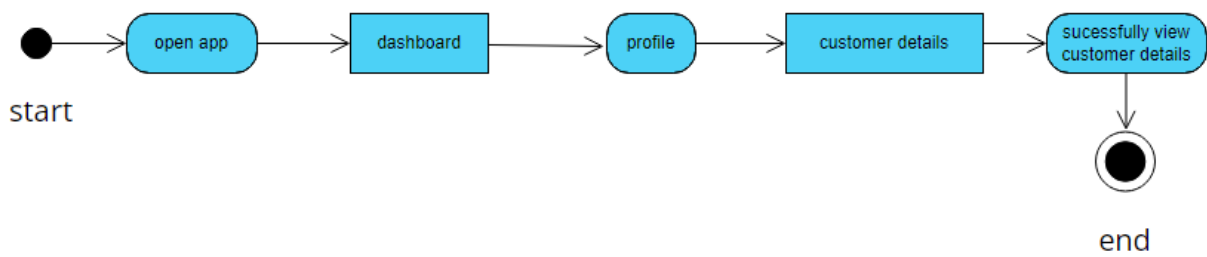 open app
dashboard
profile
customer details
sucessfully view
customer details
start
end